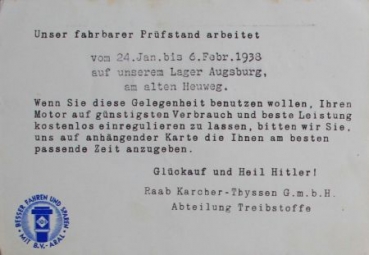 Unser fahrbarer Prüfstand arbeitet
vom 24.Jan.bis 6.Febr.1938
auf unserem Lager Augsburg,
am alten Heuweg.
Wenn Sie diese Gelegenheit benutzen wollen, Ihren
Motor auf günstigsten Verbrauch und beste Leistung
kostenlos einregulieren zu lassen, bitten wir Sie,
uns auf anhängender Karte die Ihnen am besten
passende Zeit anzugeben.
Glückauf und Heil Hitler!
Raab Karcher-Thyssen G.m.b.H.
Abteilung Treibstoffe
BESSER FAHREN UND SPAREN
MIT B.V.-ARAL